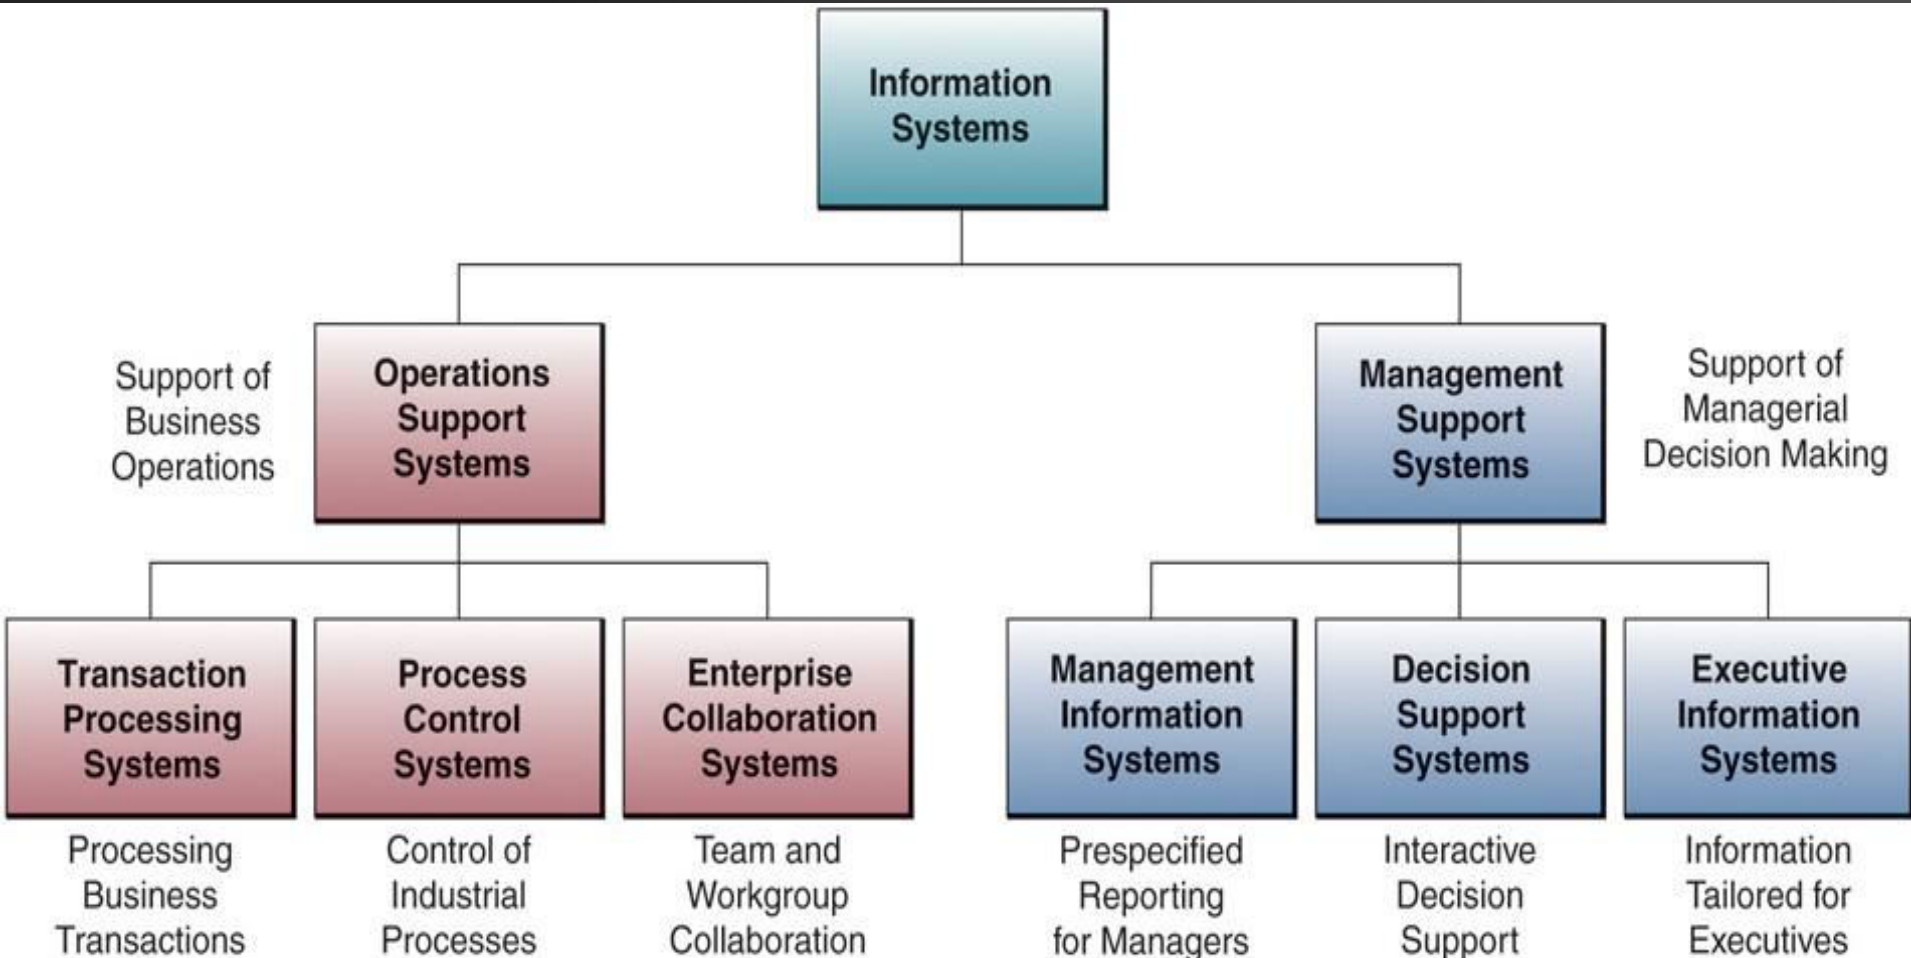 Information
Systems
Support of
Business
Operations
Operations
Support
Systems
Management
Support
Systems
Support of
Managerial
Decision Making
Transaction
Processing
Systems
Process
Control
Systems
Enterprise
Collaboration
Systems
Management
Information
Systems
Decision
Support
Systems
Executive
Information
Systems
Processing
Business
Transactions
Control of
Industrial
Processes
Team and
Workgroup
Collaboration
Prespecified
Reporting
for Managers
Interactive
Decision
Support
Information
Tailored for
Executives